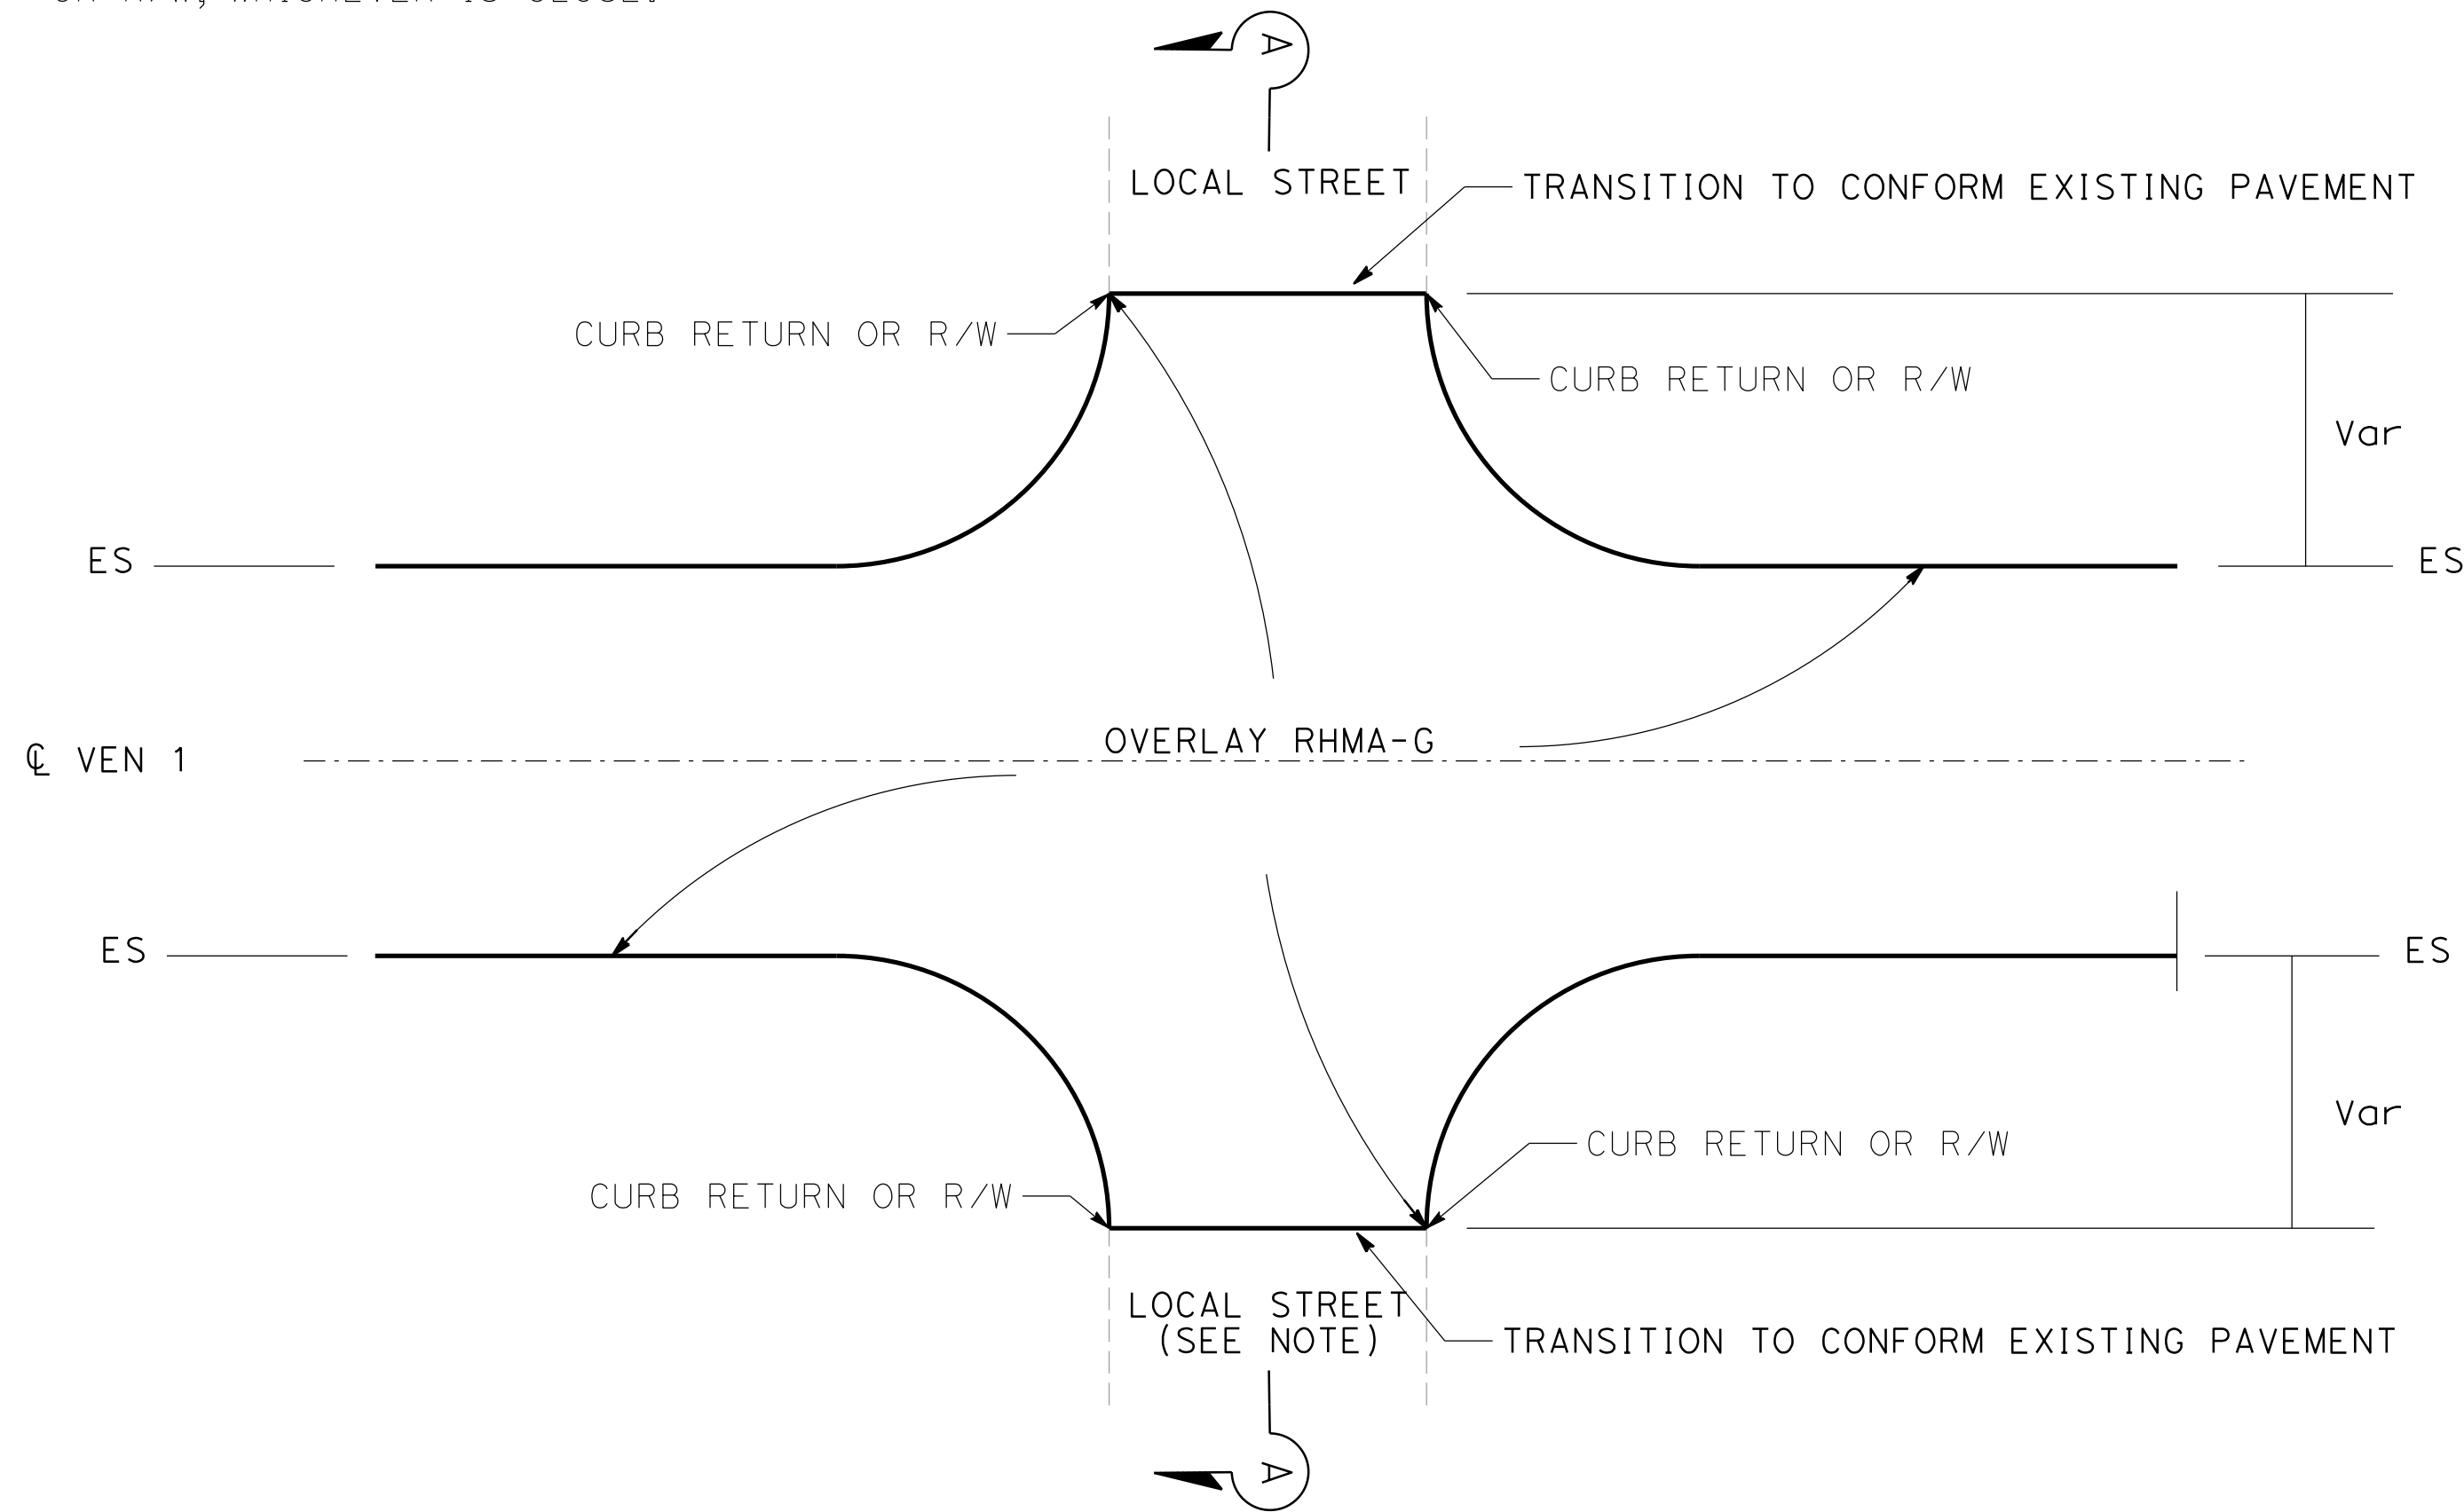 A
LOCAL STREET
TRANSITION TO CONFORM EXISTING PAVEMENT
CURB RETURN OR R/W
CURB RETURN OR R/W
Var
ES
ES
OVERLAY RHMA-G
℄ VEN 1
ES
ES
Var
CURB RETURN OR R/W
CURB RETURN OR R/W
LOCAL STREET
(SEE NOTE)
TRANSITION TO CONFORM EXISTING PAVEMENT
A